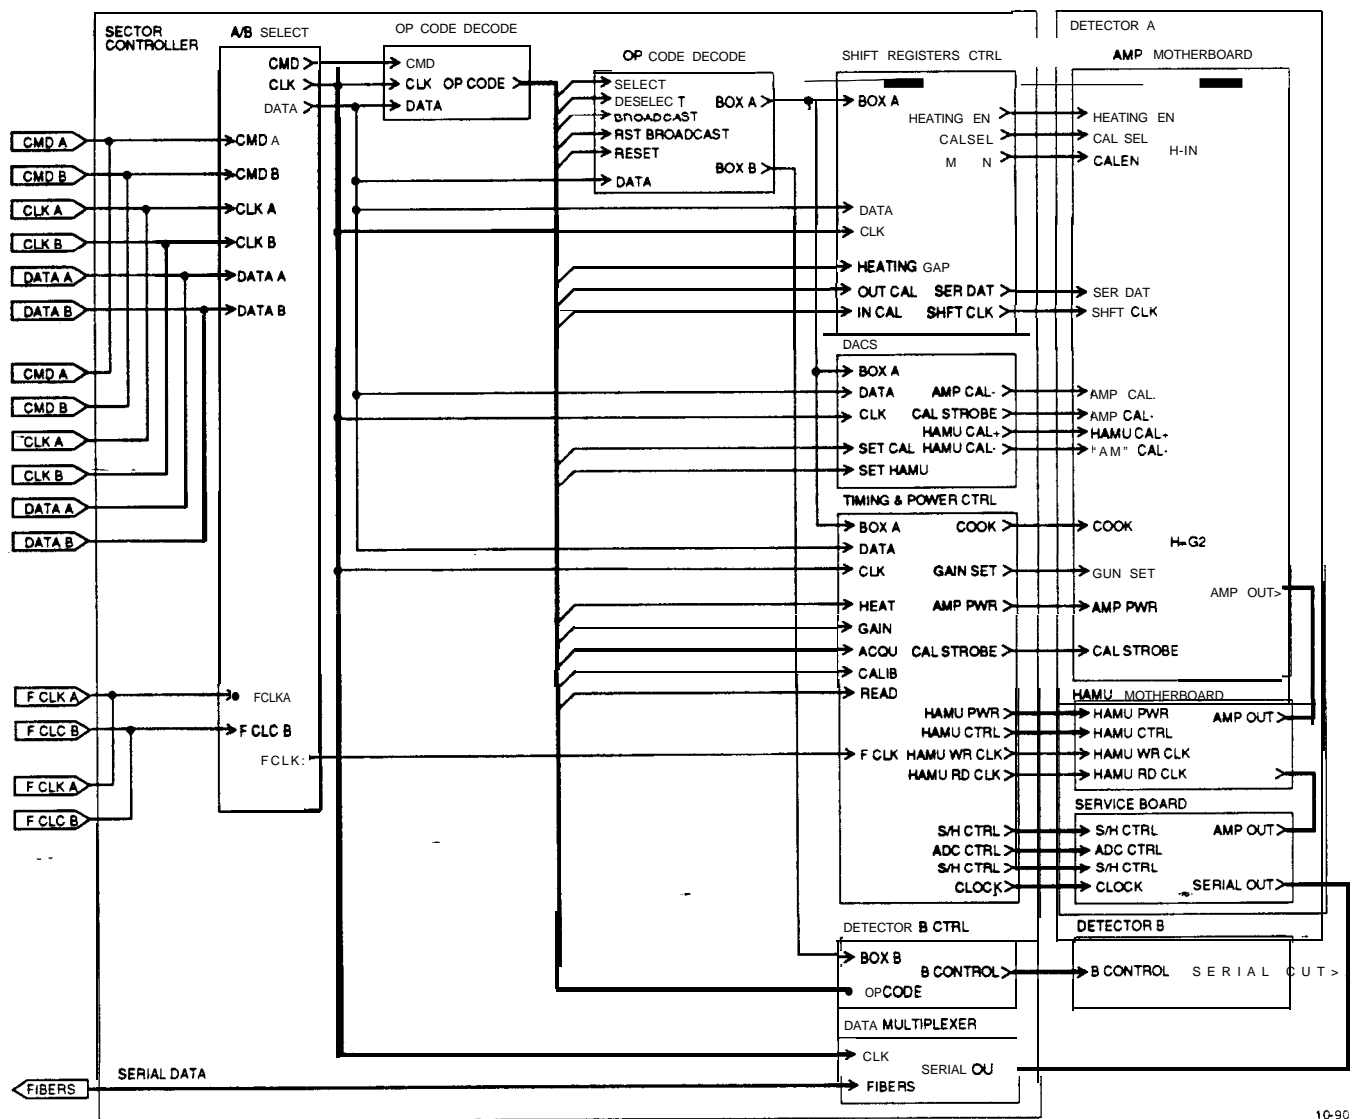 SECTOR CONTROLLER
A/B SELECT
CMD
CLK
DATA
CMD A
CMD B
CLK A
CLK B
DATA A
DATA B
FCLKA
F CLC B
FCLK:
CMD A
CMD B
CLK A
CLK B
DATA A
DATA B
CMD A
CMD B
CLK A
CLK B
DATA A
DATA B
F CLK A
F CLC B
F CLK A
F CLC B
FIBERS
SERIAL DATA
OP CODE DECODE
CMD
CLK OP CODE
DATA
OP CODE DECODE
SELECT
DESELECT BOX A
BROADCAST
RST BROADCAST
RESET
BOX B
DATA
SHIFT REGISTERS CTRL
BOX A
HEATING EN
CALSEL
M N
DATA
CLK
HEATING GAP
OUT CAL SER DAT
IN CAL SHFT CLK
DACS
BOX A
DATA AMP CAL-
CLK CAL STROBE
HAMU CAL+
SET CAL HAMU CAL-
SET HAMU
TIMING & POWER CTRL
BOX A COOK
DATA
CLK GAIN SET
HEAT AMP PWR
GAIN
ACQU CAL STROBE
CALIB
READ
HAMU PWR
HAMU CTRL
F CLK HAMU WR CLK
HAMU RD CLK
S/H CTRL
ADC CTRL
S/H CTRL
CLOCK
DETECTOR B CTRL
BOX B
B CONTROL
OPCODE
DATA MULTIPLEXER
CLK
SERIAL OU
FIBERS
DETECTOR A
AMP MOTHERBOARD
HEATING EN
CAL SEL
H-IN
CALEN
SER DAT
SHFT CLK
AMP CAL.
AMP CAL-
HAMU CAL+
"AM" CAL-
COOK
H-G2
GUN SET
AMP OUT>
AMP PWR
CAL STROBE
HAMU MOTHERBOARD
HAMU PWR AMP OUT
HAMU CTRL
HAMU WR CLK
HAMU RD CLK
SERVICE BOARD
S/H CTRL AMP OUT
ADC CTRL
S/H CTRL
CLOCK SERIAL OUT
DETECTOR B
B CONTROL SERIAL CUT>
10-90